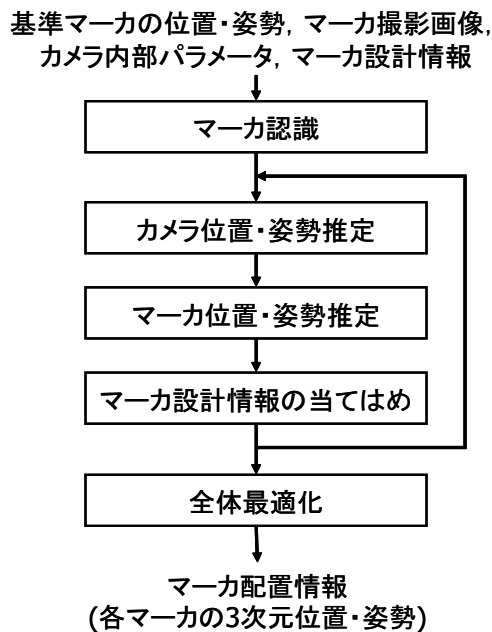 基準マーカの位置・姿勢, マーカ撮影画像,
カメラ内部パラメータ, マーカ設計情報
マーカ認識
カメラ位置・姿勢推定
マーカ位置・姿勢推定
マーカ設計情報の当てはめ
全体最適化
マーカ配置情報
(各マーカの3次元位置・姿勢)